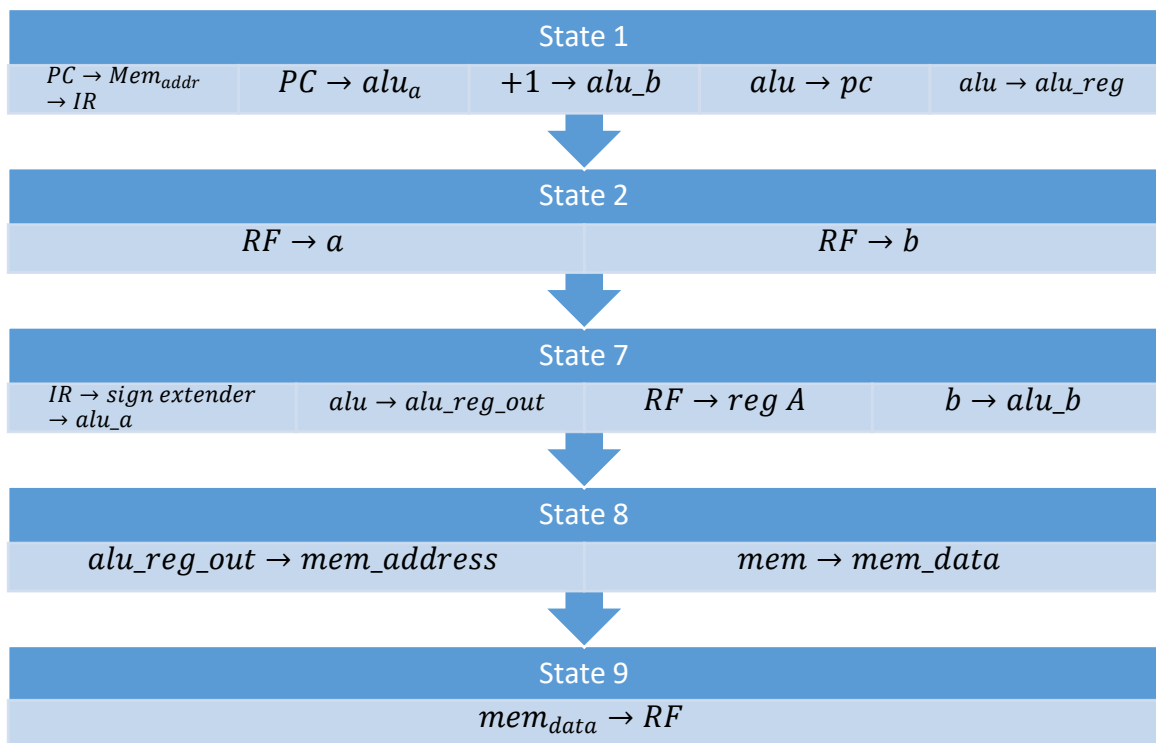 State 1
PC → Mem_addr
→ IR
PC → alu_a
+1 → alu_b
alu → pc
alu → alu_reg
State 2
RF → a
RF → b
State 7
IR → sign extender
→ alu_a
alu → alu_reg_out
RF → reg A
b → alu_b
State 8
alu_reg_out → mem_address
mem → mem_data
State 9
mem_data → RF